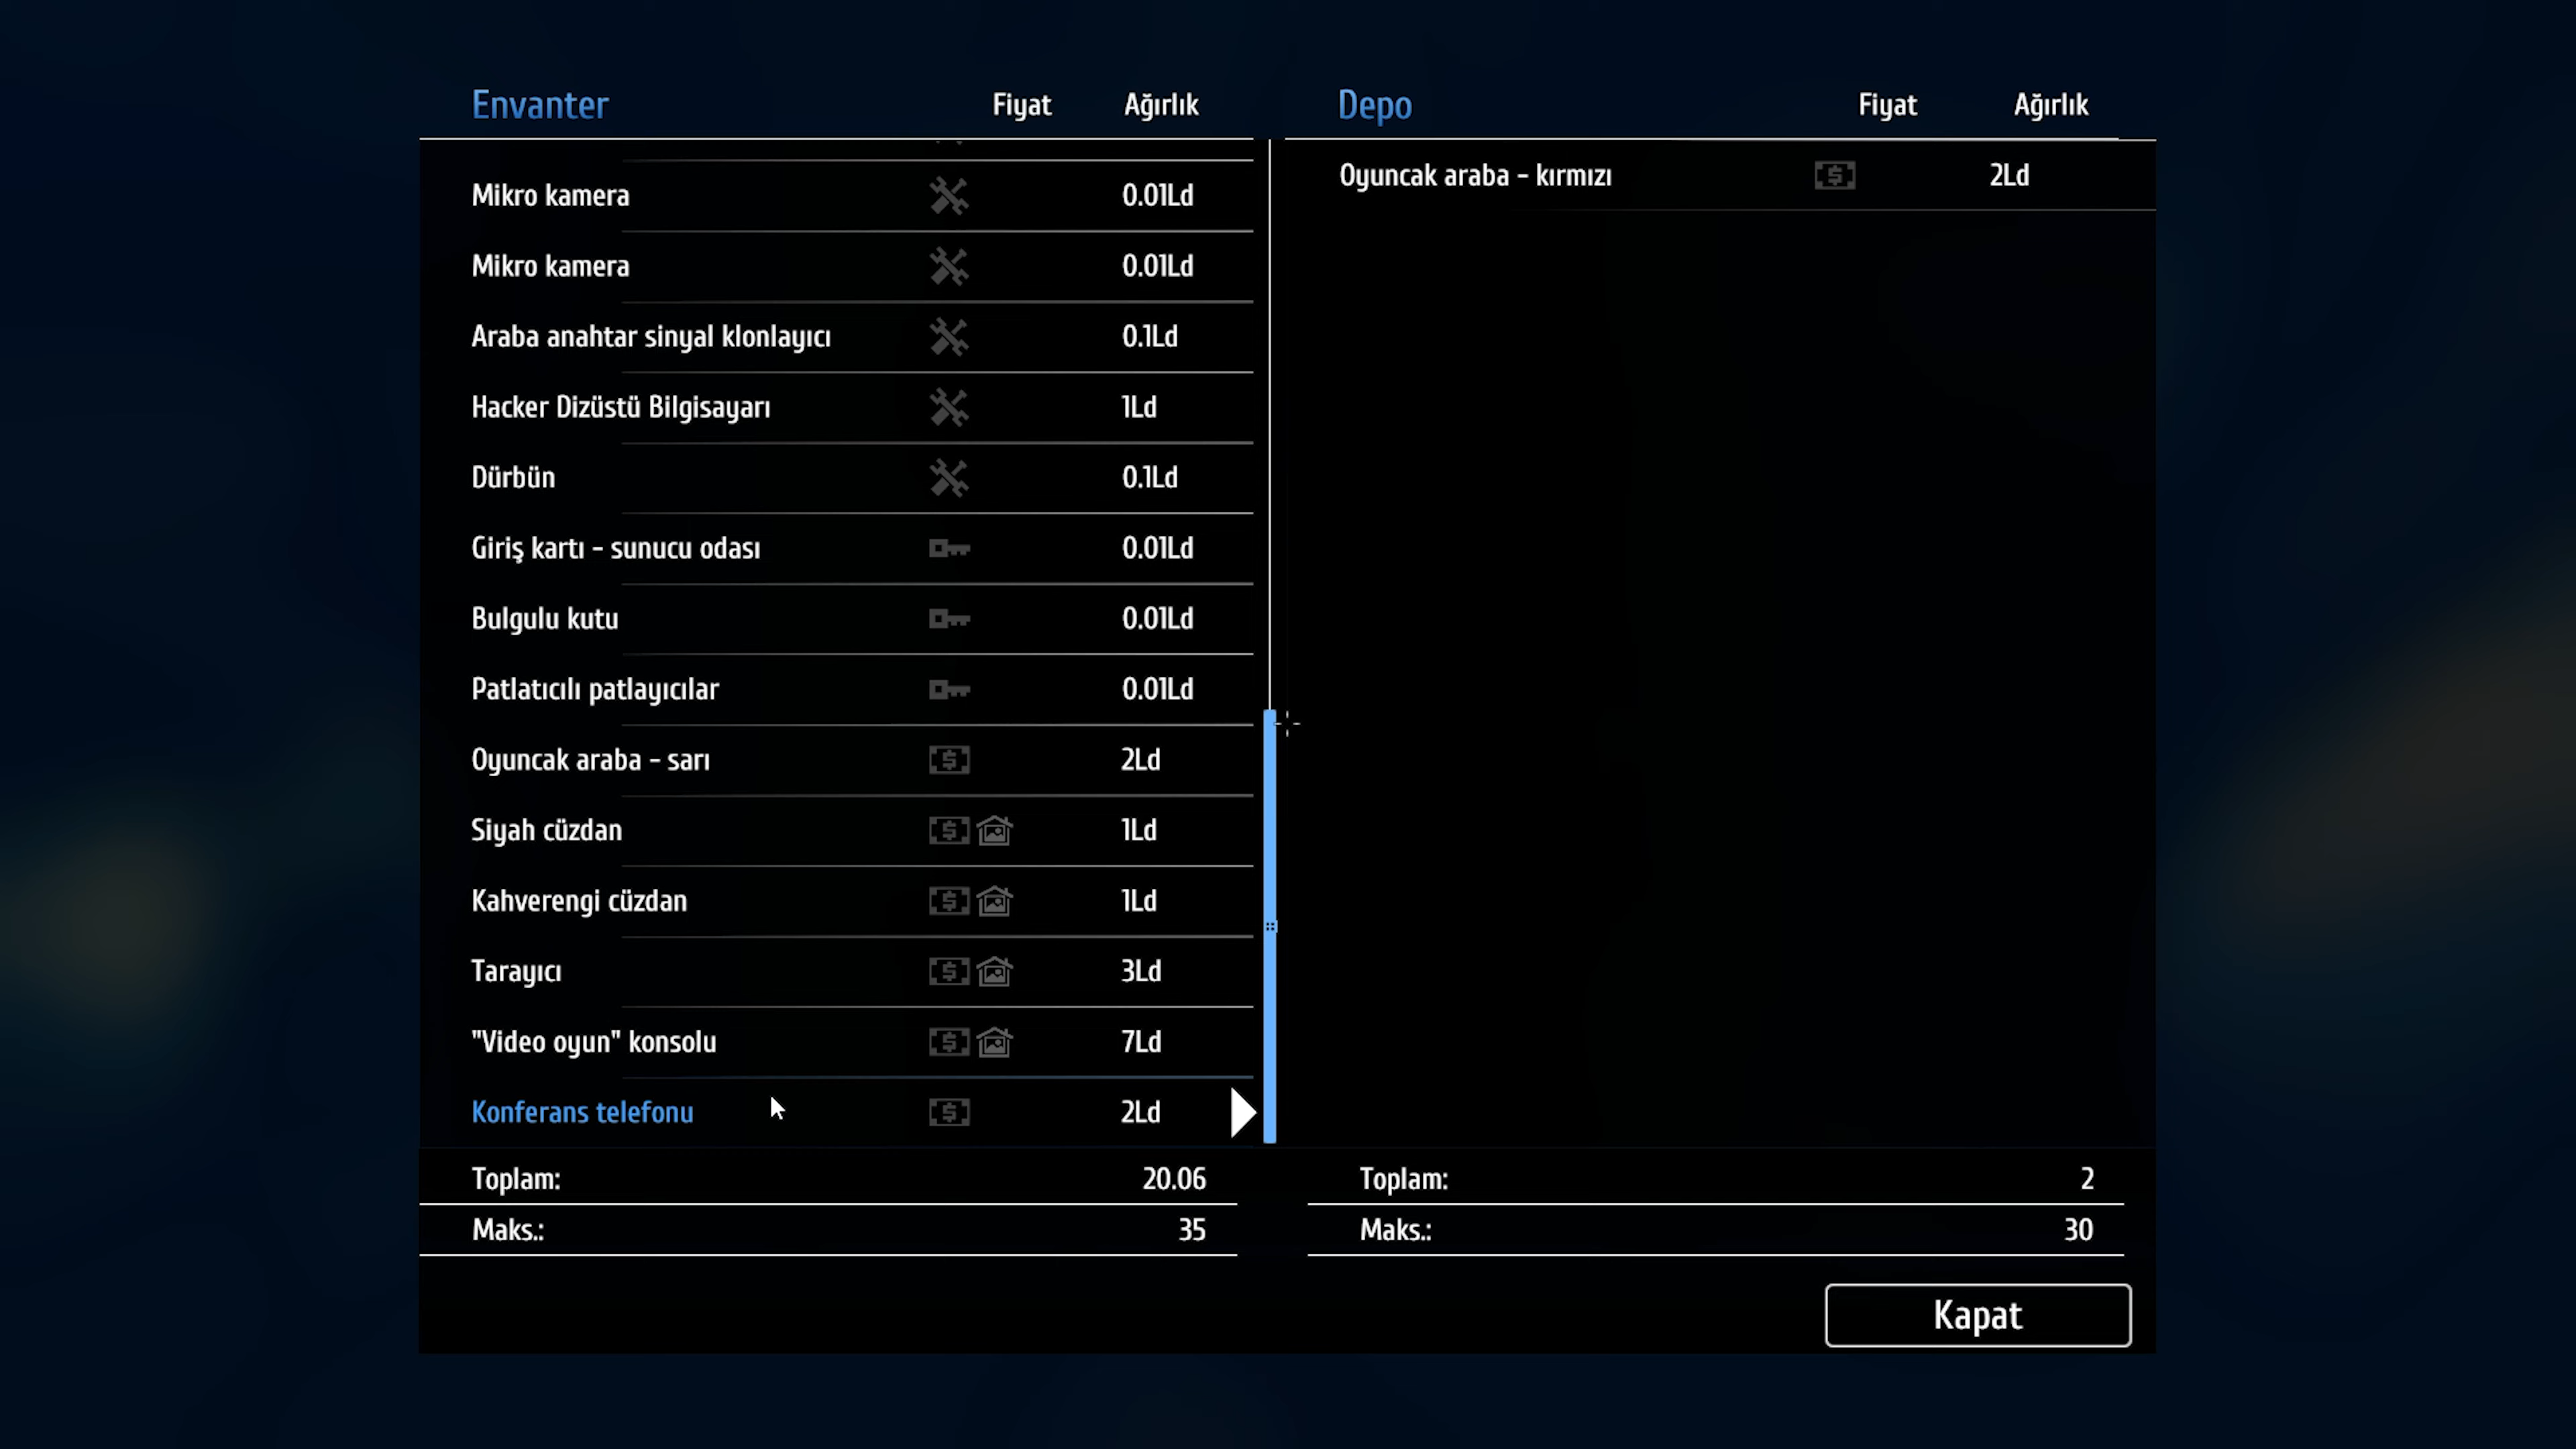 Envanter Fiyat Ağırlık
Mikro kamera 0.01Ld
Mikro kamera 0.01Ld
Araba anahtar sinyal klonlayıcı 0.1Ld
Hacker Dizüstü Bilgisayarı 1Ld
Dürbün 0.1Ld
Giriş kartı - sunucu odası 0.01Ld
Bulgulu kutu 0.01Ld
Patlatıcılı patlayıcılar 0.01Ld
Oyuncak araba - sarı 2Ld
Siyah cüzdan 1Ld
Kahverengi cüzdan 1Ld
Tarayıcı 3Ld
"Video oyun" konsolu 7Ld
Konferans telefonu 2Ld
Toplam: 20.06
Maks.: 35
Depo Fiyat Ağırlık
Oyuncak araba - kırmızı 2Ld
Toplam: 2
Maks.: 30
Kapat